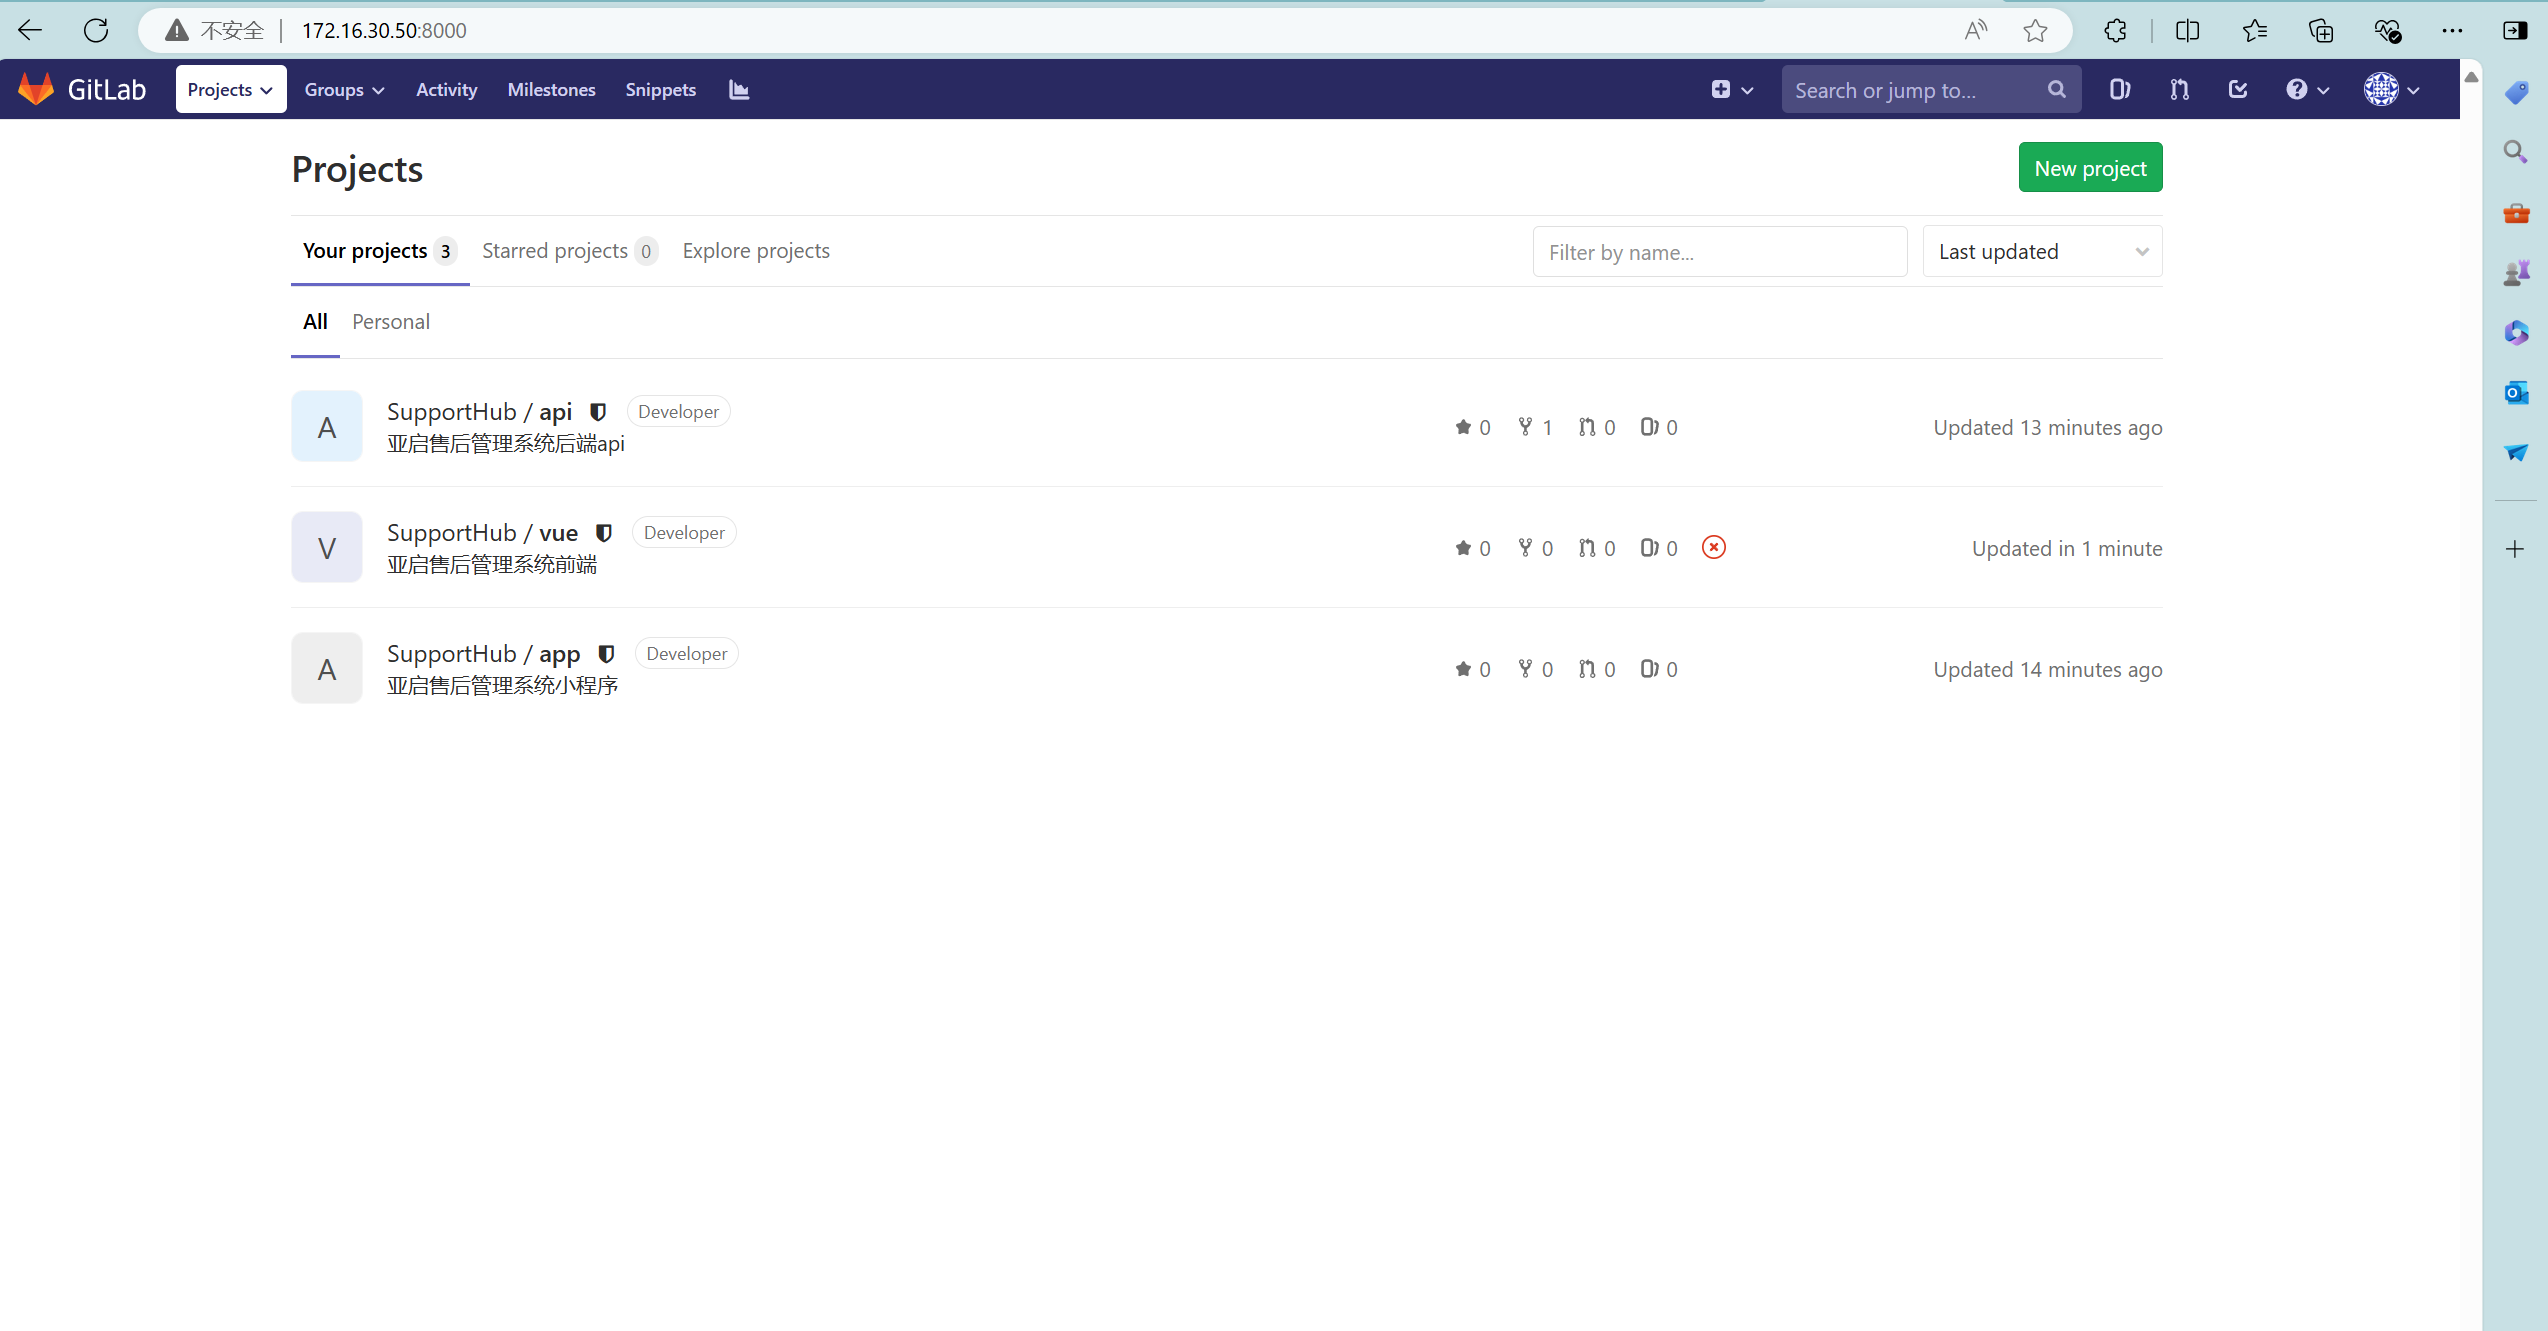 不安全 172.16.30.50:8000
GitLab Projects Groups Activity Milestones Snippets Search or jump to...
Projects
New project
Your projects 3 Starred projects 0 Explore projects Filter by name... Last updated
All Personal
A SupportHub / api Developer 0 1 0 0 Updated 13 minutes ago
亚启售后管理系统后端api
V SupportHub / vue Developer 0 0 0 0 Updated in 1 minute
亚启售后管理系统前端
A SupportHub / app Developer 0 0 0 0 Updated 14 minutes ago
亚启售后管理系统小程序